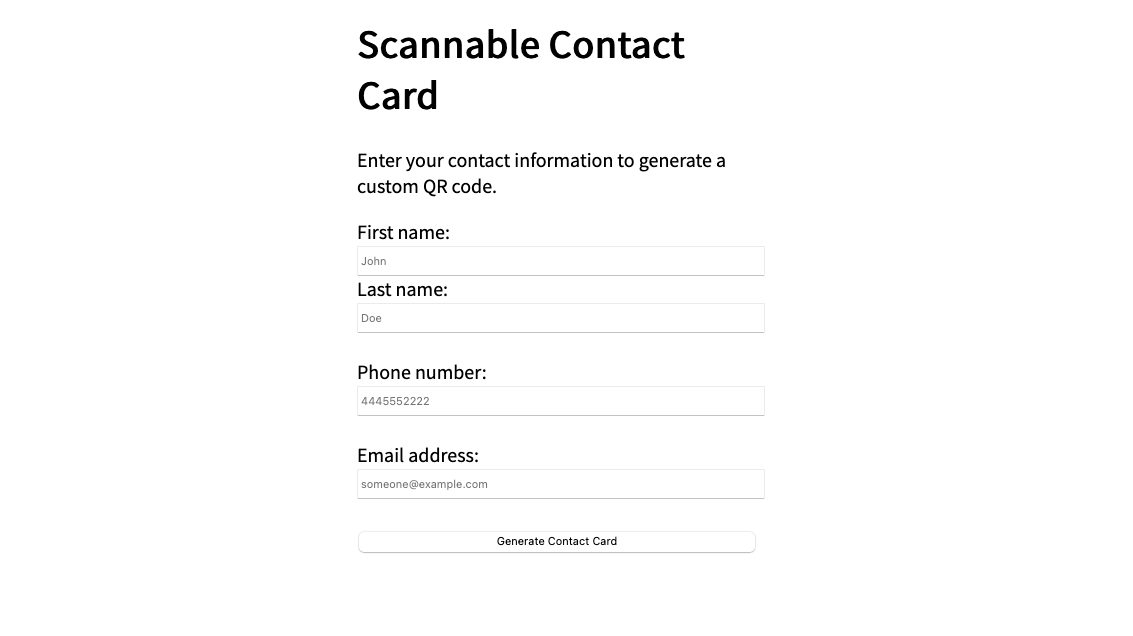 Scannable Contact
Card
Enter your contact information to generate a
custom QR code.
First name:
John
Last name:
Doe
Phone number:
4445552222
Email address:
someone@example.com
Generate Contact Card